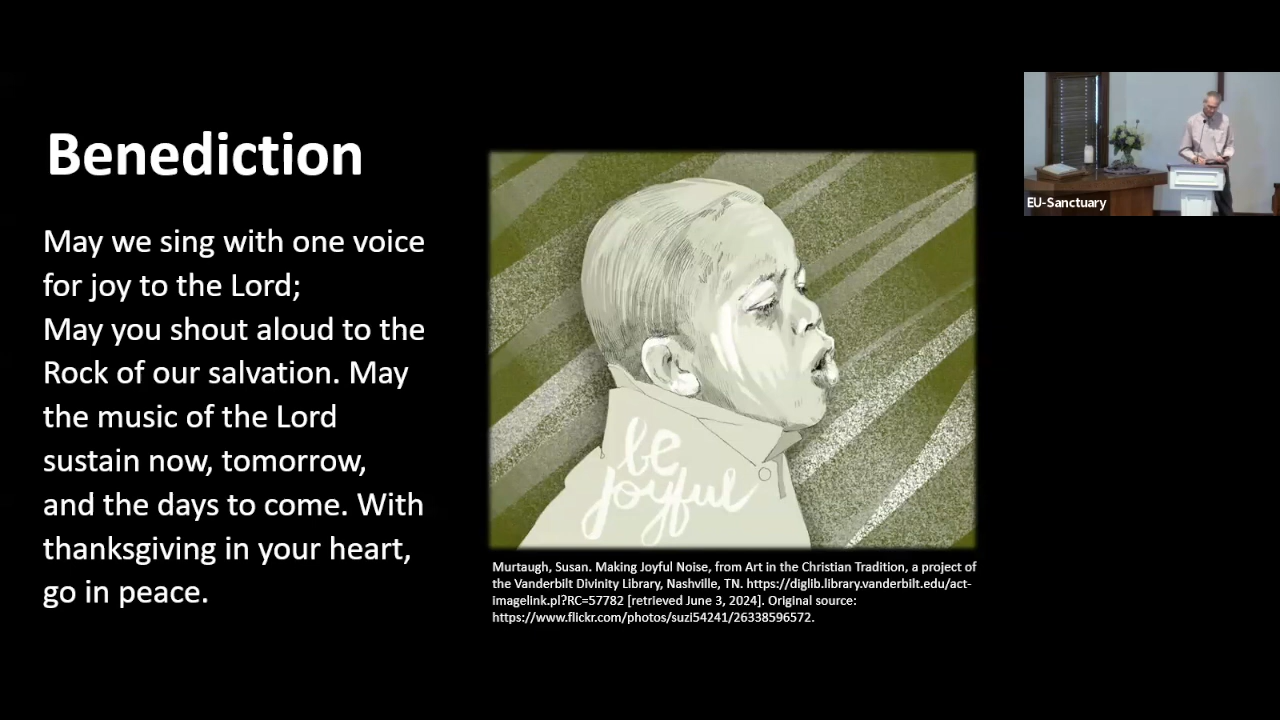 Benediction
May we sing with one voice
for joy to the Lord;
May you shout aloud to the
Rock of our salvation. May
the music of the Lord
sustain now, tomorrow,
and the days to come. With
thanksgiving in your heart,
go in peace.
be
joyful
Murtaugh, Susan. Making Joyful Noise, from Art in the Christian Tradition, a project of
the Vanderbilt Divinity Library, Nashville, TN. https://diglib.library.vanderbilt.edu/act-
imagelink.pl?RC=57782 [retrieved June 3, 2024]. Original source:
https://www.flickr.com/photos/suzi54241/26338596572.
EU-Sanctuary